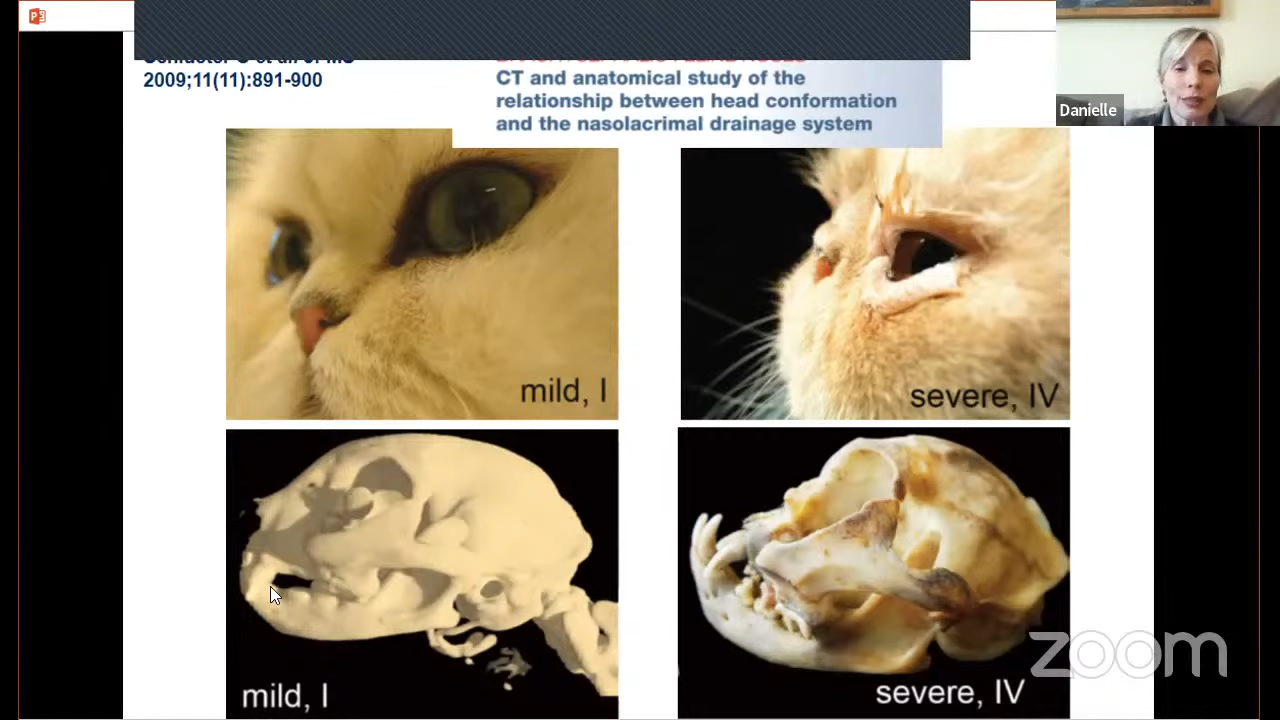 2009;11(11):891-900
CT and anatomical study of the
relationship between head conformation
and the nasolacrimal drainage system
Danielle
mild, I
severe, IV
mild, I
severe, IV
zoom